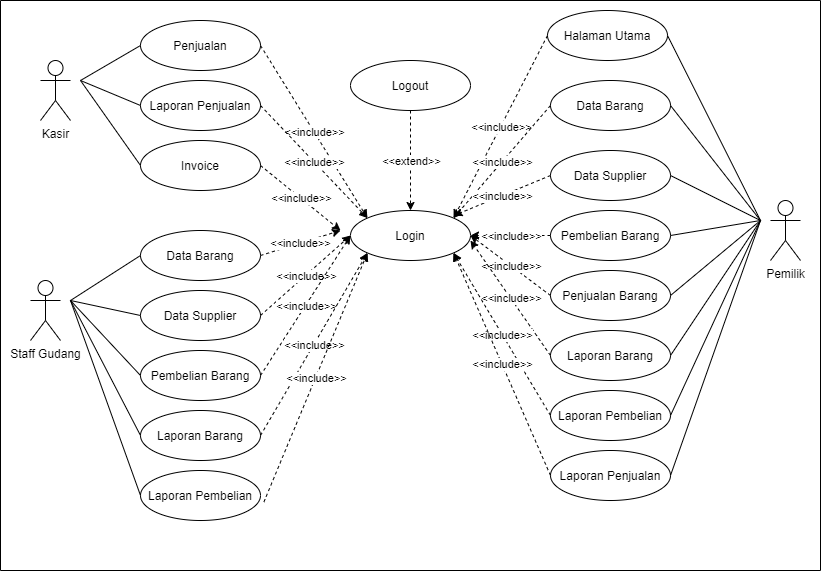 Penjualan
Laporan Penjualan
Invoice
Kasir
<<include>>
<<include>>
<<include>>
Data Barang
Data Supplier
Pembelian Barang
Laporan Barang
Laporan Pembelian
Staff Gudang
<<include>>
<<include>>
<<include>>
<<include>>
<<include>>
Logout
<<extend>>
Login
Halaman Utama
Data Barang
Data Supplier
Pembelian Barang
Penjualan Barang
Laporan Barang
Laporan Pembelian
Laporan Penjualan
Pemilik
<<include>>
<<include>>
<<include>>
<<include>>
<<include>>
<<include>>
<<include>>
<<include>>